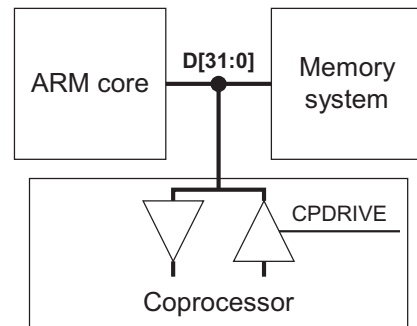 ARM core
D[31:0]
Memory
system
CPDRIVE
Coprocessor